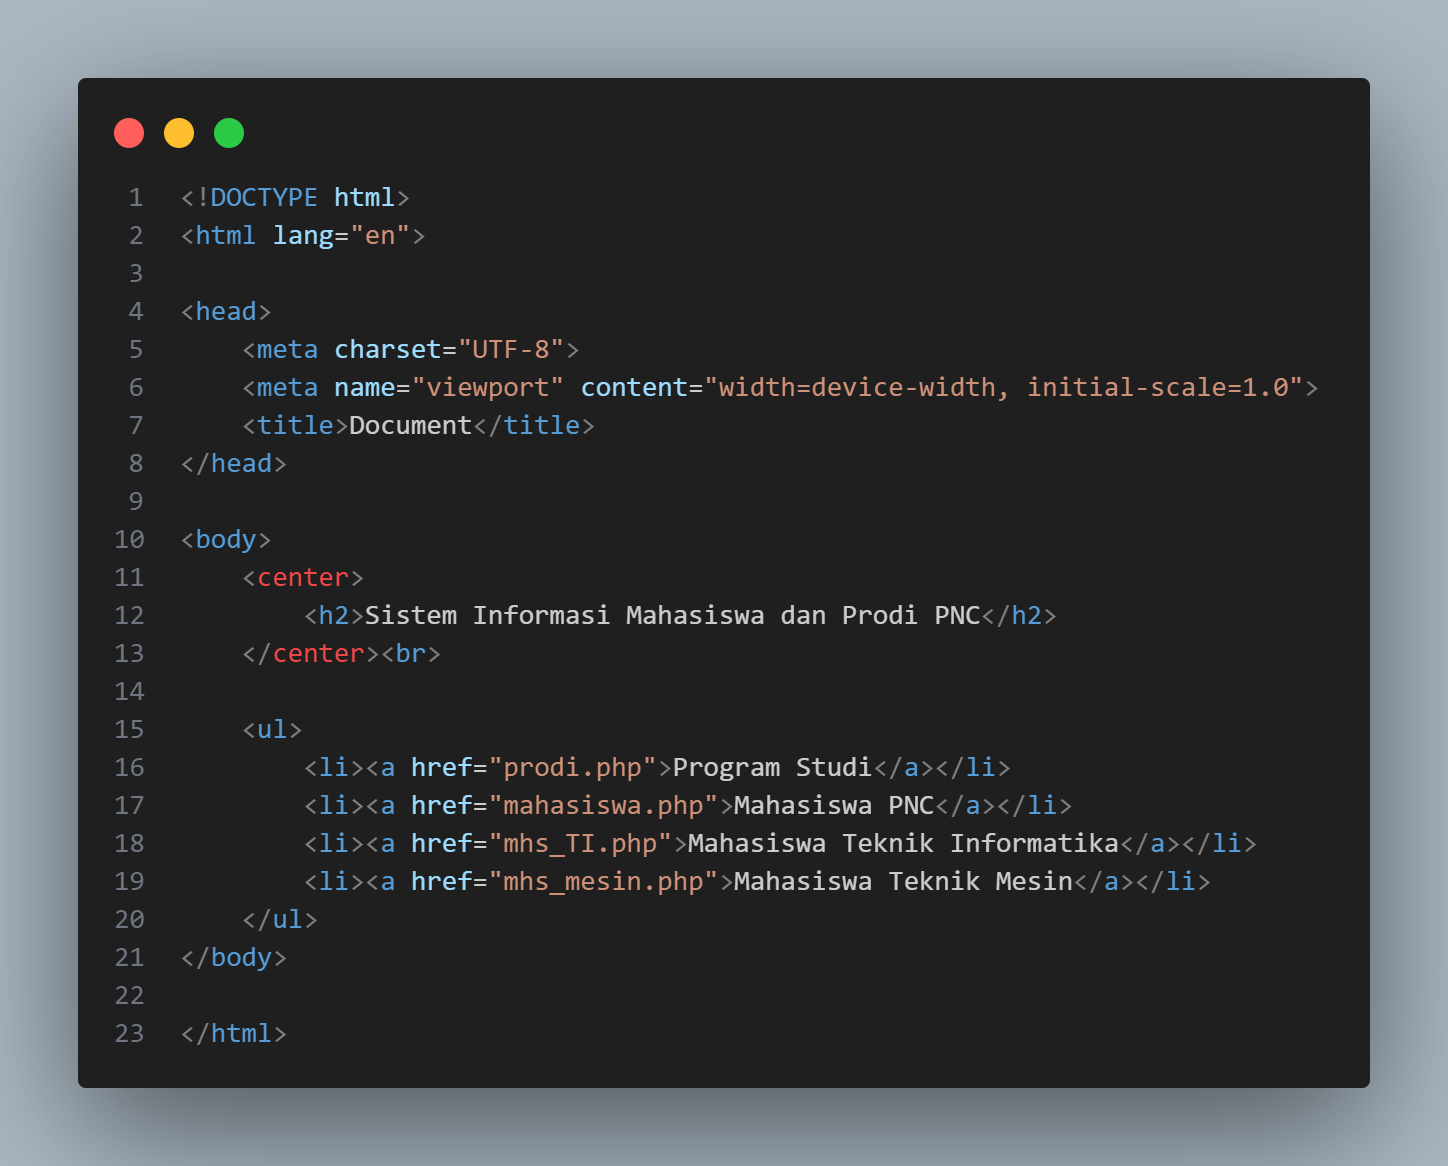 1 <!DOCTYPE html>
2 <html lang="en">
3
4 <head>
5     <meta charset="UTF-8">
6     <meta name="viewport" content="width=device-width, initial-scale=1.0">
7     <title>Document</title>
8 </head>
9
10 <body>
11     <center>
12         <h2>Sistem Informasi Mahasiswa dan Prodi PNC</h2>
13     </center><br>
14
15     <ul>
16         <li><a href="prodi.php">Program Studi</a></li>
17         <li><a href="mahasiswa.php">Mahasiswa PNC</a></li>
18         <li><a href="mhs_TI.php">Mahasiswa Teknik Informatika</a></li>
19         <li><a href="mhs_mesin.php">Mahasiswa Teknik Mesin</a></li>
20     </ul>
21 </body>
22
23 </html>